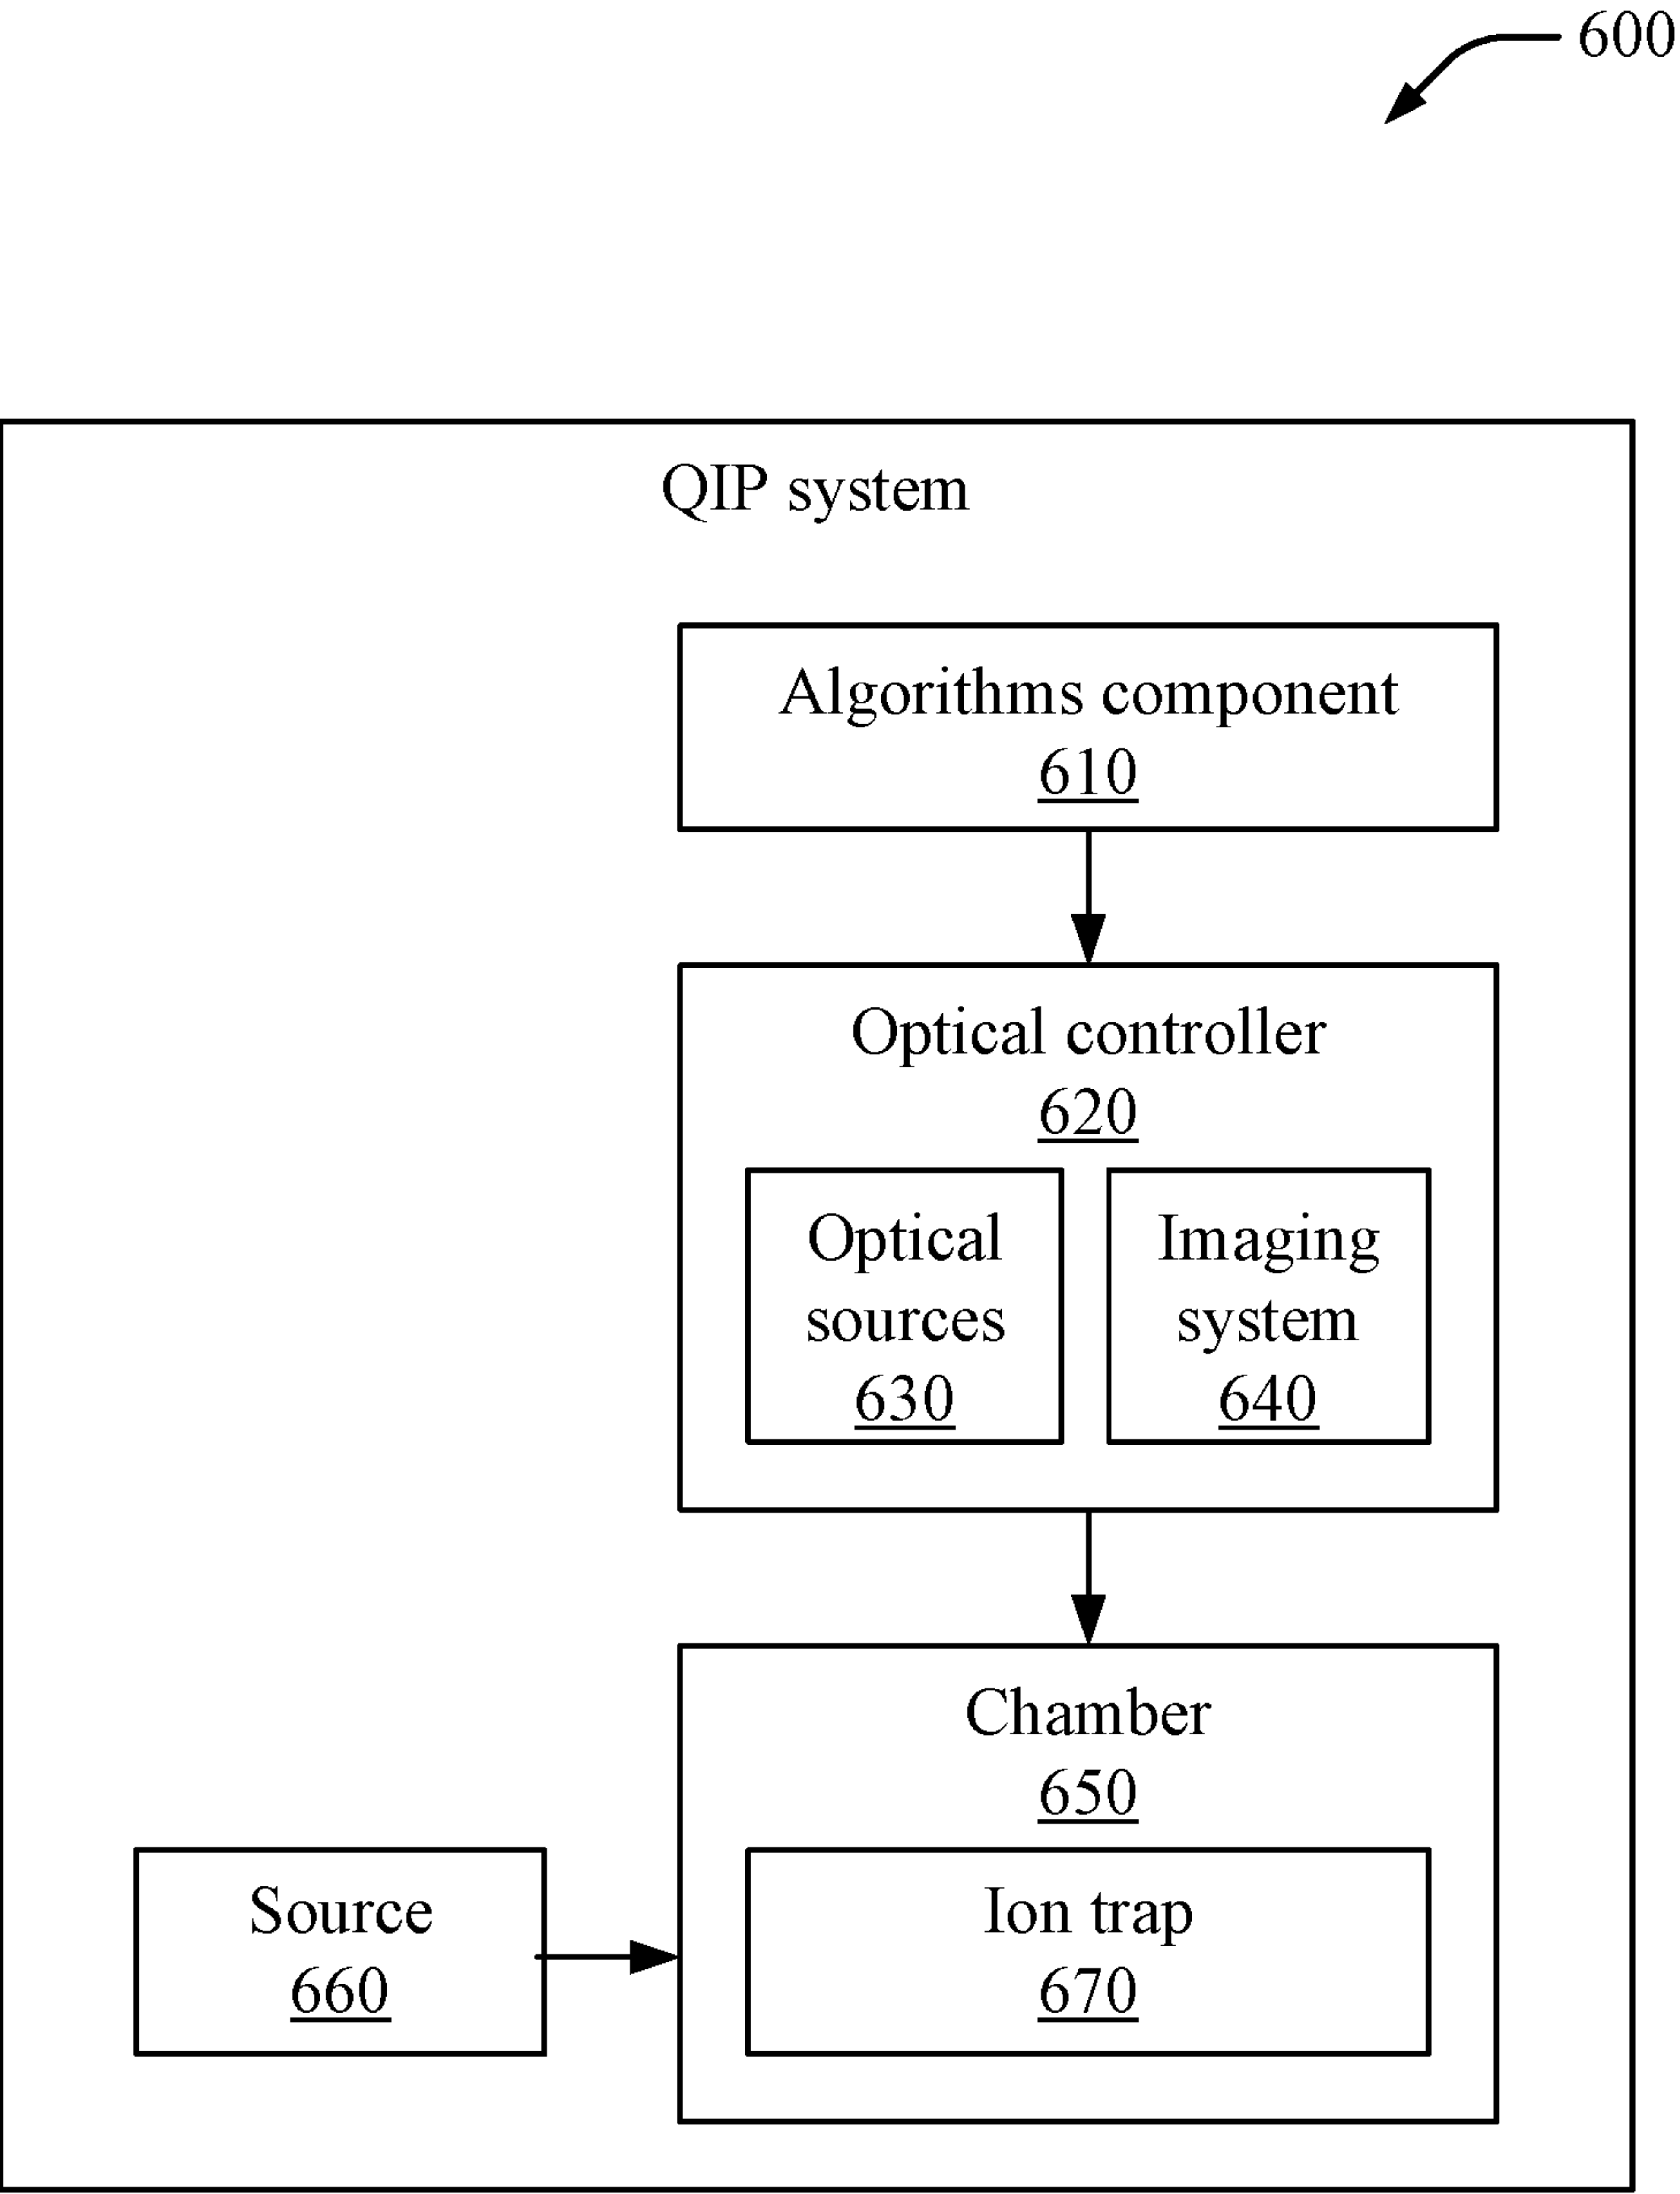 600
QIP system
Algorithms component
610
Optical controller
620
Optical
sources
630
Imaging
system
640
Chamber
650
Source
660
Ion trap
670